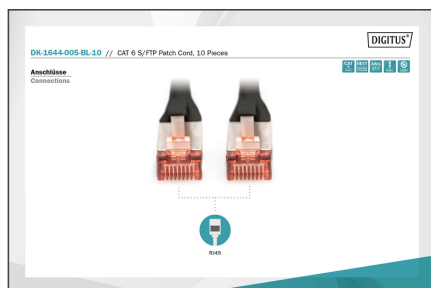 DIGITUS®
DK-1644-005-BL-10 // CAT 6 S/FTP Patch Cord, 10 Pieces
Anschlüsse
Connections
RJ45